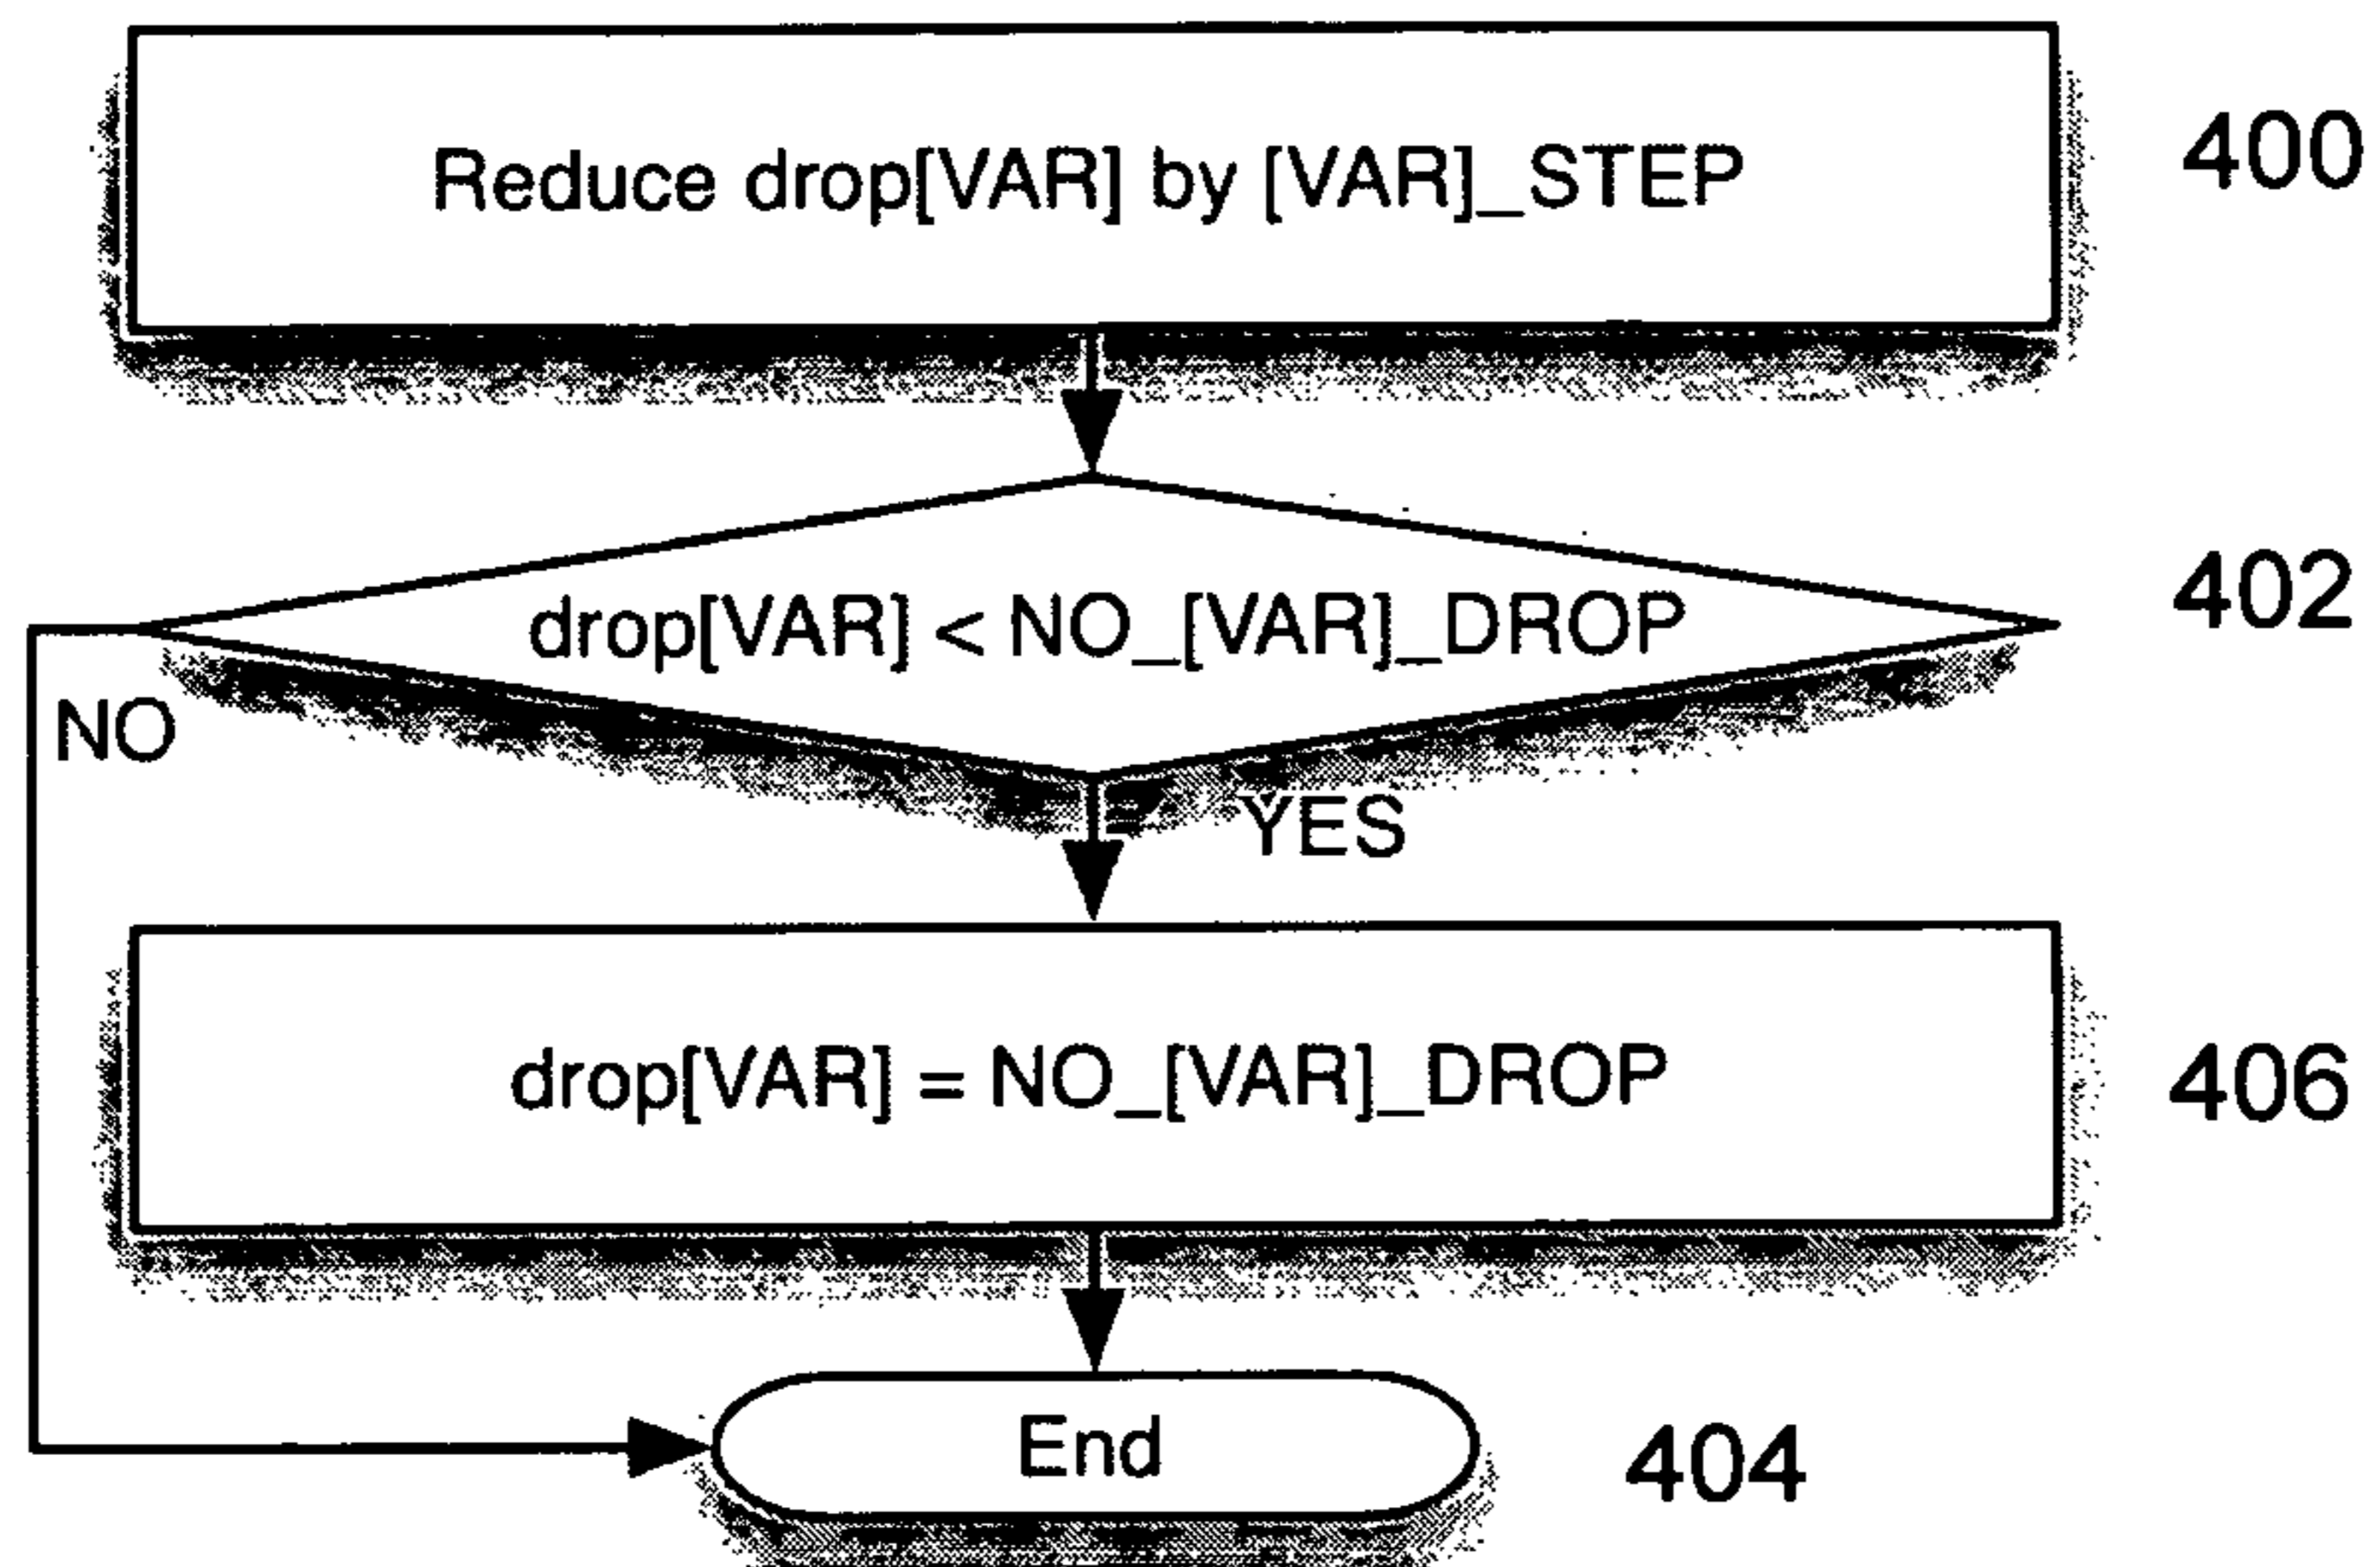 Reduce drop[VAR] by [VAR]_STEP
400
drop[VAR] < NO_[VAR]_DROP
402
NO
YES
drop[VAR] = NO_[VAR]_DROP
406
End
404